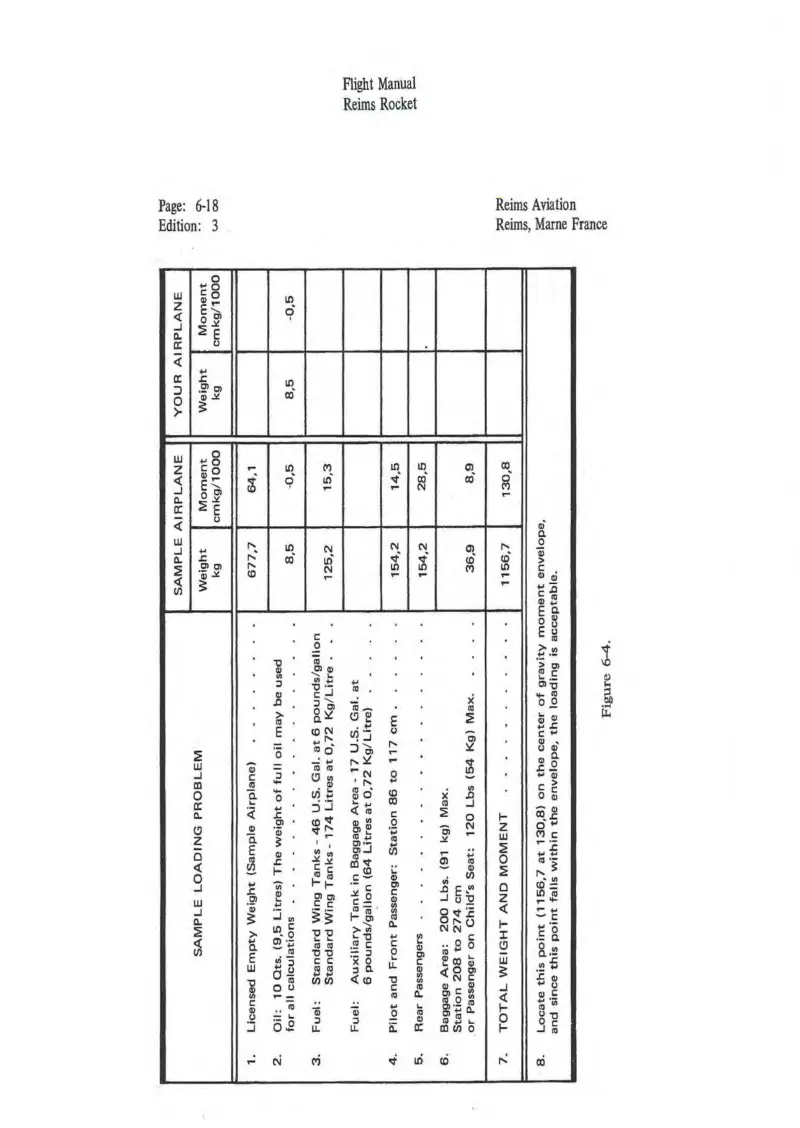 Flight Manual
Reims Rocket
Page: 6-18
Edition: 3
Reims Aviation
Reims, Marne France
SAMPLE LOADING PROBLEM
SAMPLE AIRPLANE
YOUR AIRPLANE
Weight
kg
Moment
cmkg/1000
Weight
kg
Moment
cmkg/1000
1. Licensed Empty Weight (Sample Airplane) . . . . . . . . 677,7 64,1
2. Oil: 10 Qts. (9,5 Litres) The weight of full oil may be used
for all calculations . . . . . . . . . . . . . . . . . 8,5 -0,5 8,5 -0,5
3. Fuel: Standard Wing Tanks - 46 U.S. Gal. at 6 pounds/gallon
Standard Wing Tanks - 174 Litres at 0,72 Kg/Litre . . . 125,2 15,3
Fuel: Auxiliary Tank in Baggage Area - 17 U.S. Gal. at
6 pounds/gallon (64 Litres at 0,72 Kg/Litre) . . . . .
4. Pilot and Front Passenger: Station 86 to 117 cm . . . . . . 154,2 14,5
5. Rear Passengers . . . . . . . . . . . . . . . . 154,2 28,5
6. Baggage Area: 200 Lbs. (91 kg) Max.
Station 208 to 274 cm
or Passenger on Child's Seat: 120 Lbs (54 Kg) Max. . . . . 36,9 8,9
7. TOTAL WEIGHT AND MOMENT . . . . . . . . . . . 1156,7 130,8
8. Locate this point (1156,7 at 130,8) on the center of gravity moment envelope,
and since this point falls within the envelope, the loading is acceptable.
Figure 6-4.